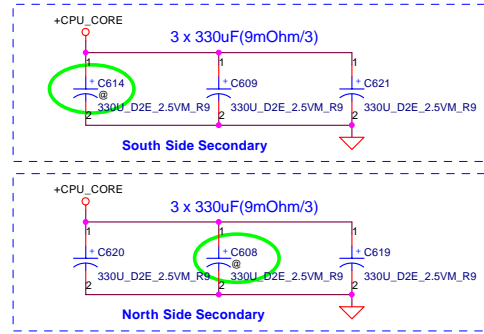 +CPU_CORE
3 x 330uF(9mOhm/3)
1 1 1
+ C614 + C609 + C621
@
330U_D2E_2.5VM_R9 330U_D2E_2.5VM_R9 330U_D2E_2.5VM_R9
2 2 2
South Side Secondary
+CPU_CORE
3 x 330uF(9mOhm/3)
1 1 1
+ C620 + C608 + C619
@
330U_D2E_2.5VM_R9 330U_D2E_2.5VM_R9 330U_D2E_2.5VM_R9
2 2 2
North Side Secondary